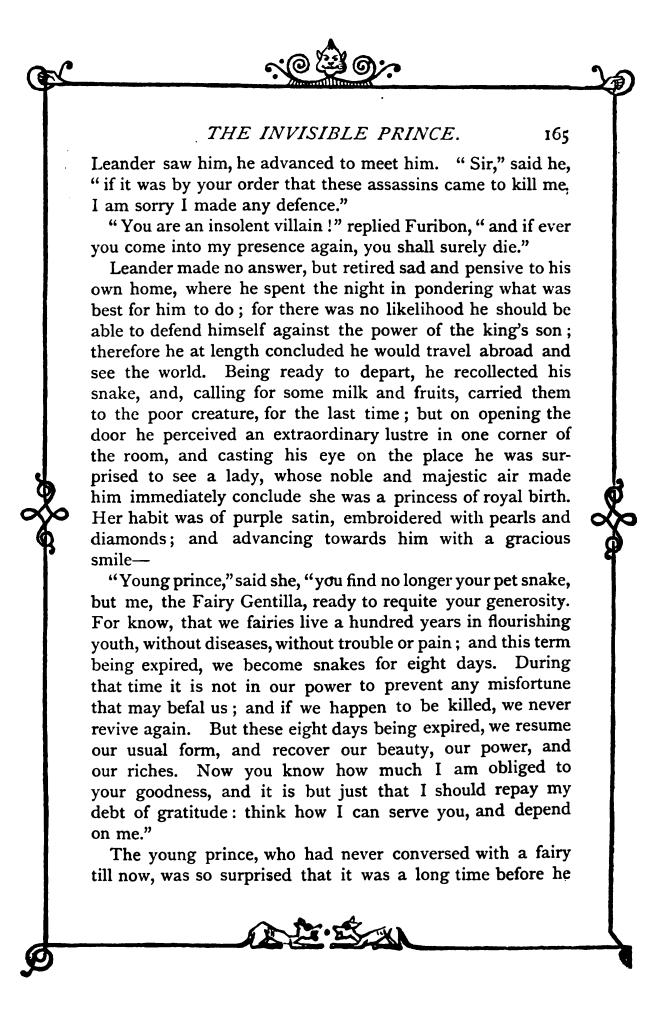 THE INVISIBLE PRINCE. 165
Leander saw him, he advanced to meet him. “ Sir,” said he,
“ if it was by your order that these assassins came to kill me,
I am sorry I made any defence.”
“ You are an insolent villain !” replied Furibon, “ and if ever
you come into my presence again, you shall surely die.”
Leander made no answer, but retired sad and pensive to his
own home, where he spent the night in pondering what was
best for him to do ; for there was no likelihood he should be
able to defend himself against the power of the king’s son ;
therefore he at length concluded he would travel abroad and
see the world. Being ready to depart, he recollected his
snake, and, calling for some milk and fruits, carried them
to the poor creature, for the last time ; but on opening the
door he perceived an extraordinary lustre in one corner of
the room, and casting his eye on the place he was sur-
prised to see a lady, whose noble and majestic air made
him immediately conclude she was a princess of royal birth.
Her habit was of purple satin, embroidered with pearls and
diamonds ; and advancing towards him with a gracious
smile—
“Young prince,” said she, “you find no longer your pet snake,
but me, the Fairy Gentilla, ready to requite your generosity.
For know, that we fairies live a hundred years in flourishing
youth, without diseases, without trouble or pain ; and this term
being expired, we become snakes for eight days. During
that time it is not in our power to prevent any misfortune
that may befal us ; and if we happen to be killed, we never
revive again. But these eight days being expired, we resume
our usual form, and recover our beauty, our power, and
our riches. Now you know how much I am obliged to
your goodness, and it is but just that I should repay my
debt of gratitude : think how I can serve you, and depend
on me.”
The young prince, who had never conversed with a fairy
till now, was so surprised that it was a long time before he